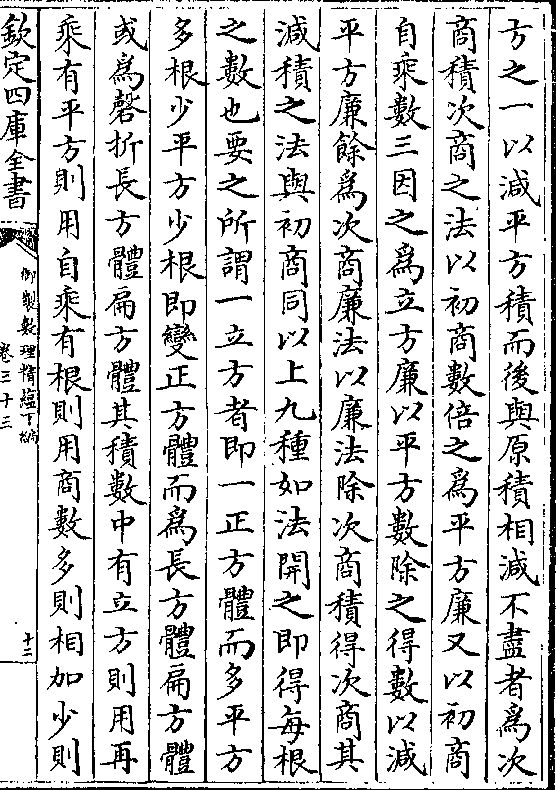 方之一以減平方積而後與原積相減不盡者為次
商積次商之法以初商數倍之為平方廉又以初商
自乗數三因之為立方廉以平方數除之得數以減
平方廉餘為次商廉法以廉法除次商積得次商其
減積之法與初商同以上九種如法開之即得每根
之數也要之所謂一立方者即一正方體而多平方
多根少平方少根即變正方體而為長方體扁方體
或為磬折長方體扁方體其積數中有立方則用再
乗有平方則用自乗有根則用商數多則相加少則
欽定四庫全書
御製數理精蘊下編
卷三十三
十二